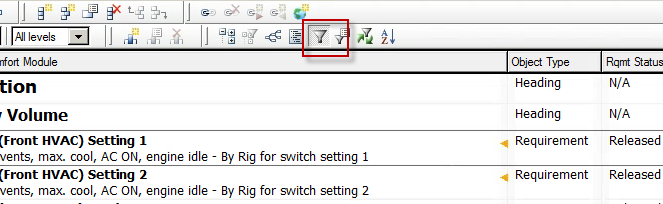 All levels
A Z
mfort Module Object Type Rqmt Status
tion Heading N/A
y Volume Heading N/A
(Front HVAC) Setting 1 Requirement Released
vents, max. cool, AC ON, engine idle - By Rig for switch setting 1
(Front HVAC) Setting 2 Requirement Released
vents, max. cool, AC ON, engine idle - By Rig for switch setting 2